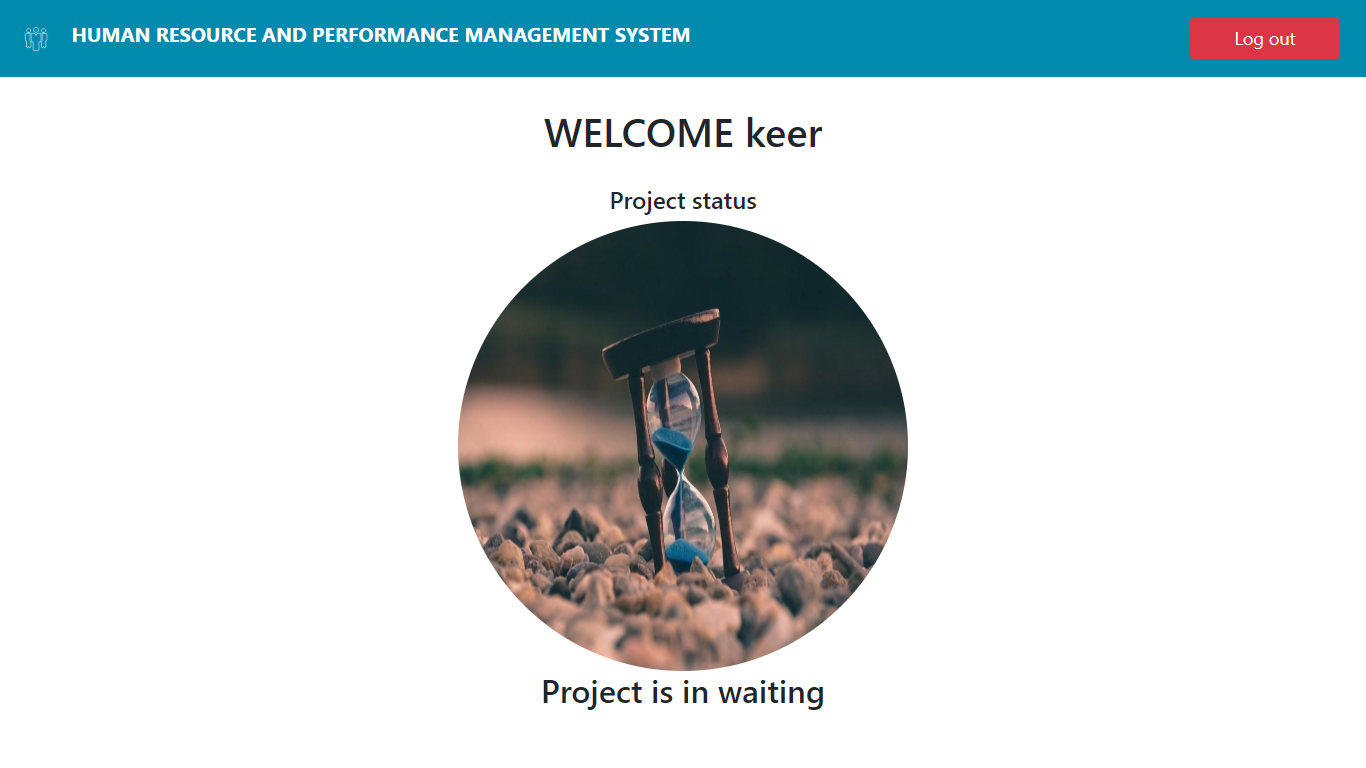 HUMAN RESOURCE AND PERFORMANCE MANAGEMENT SYSTEM
Log out
WELCOME keer
Project status
Project is in waiting